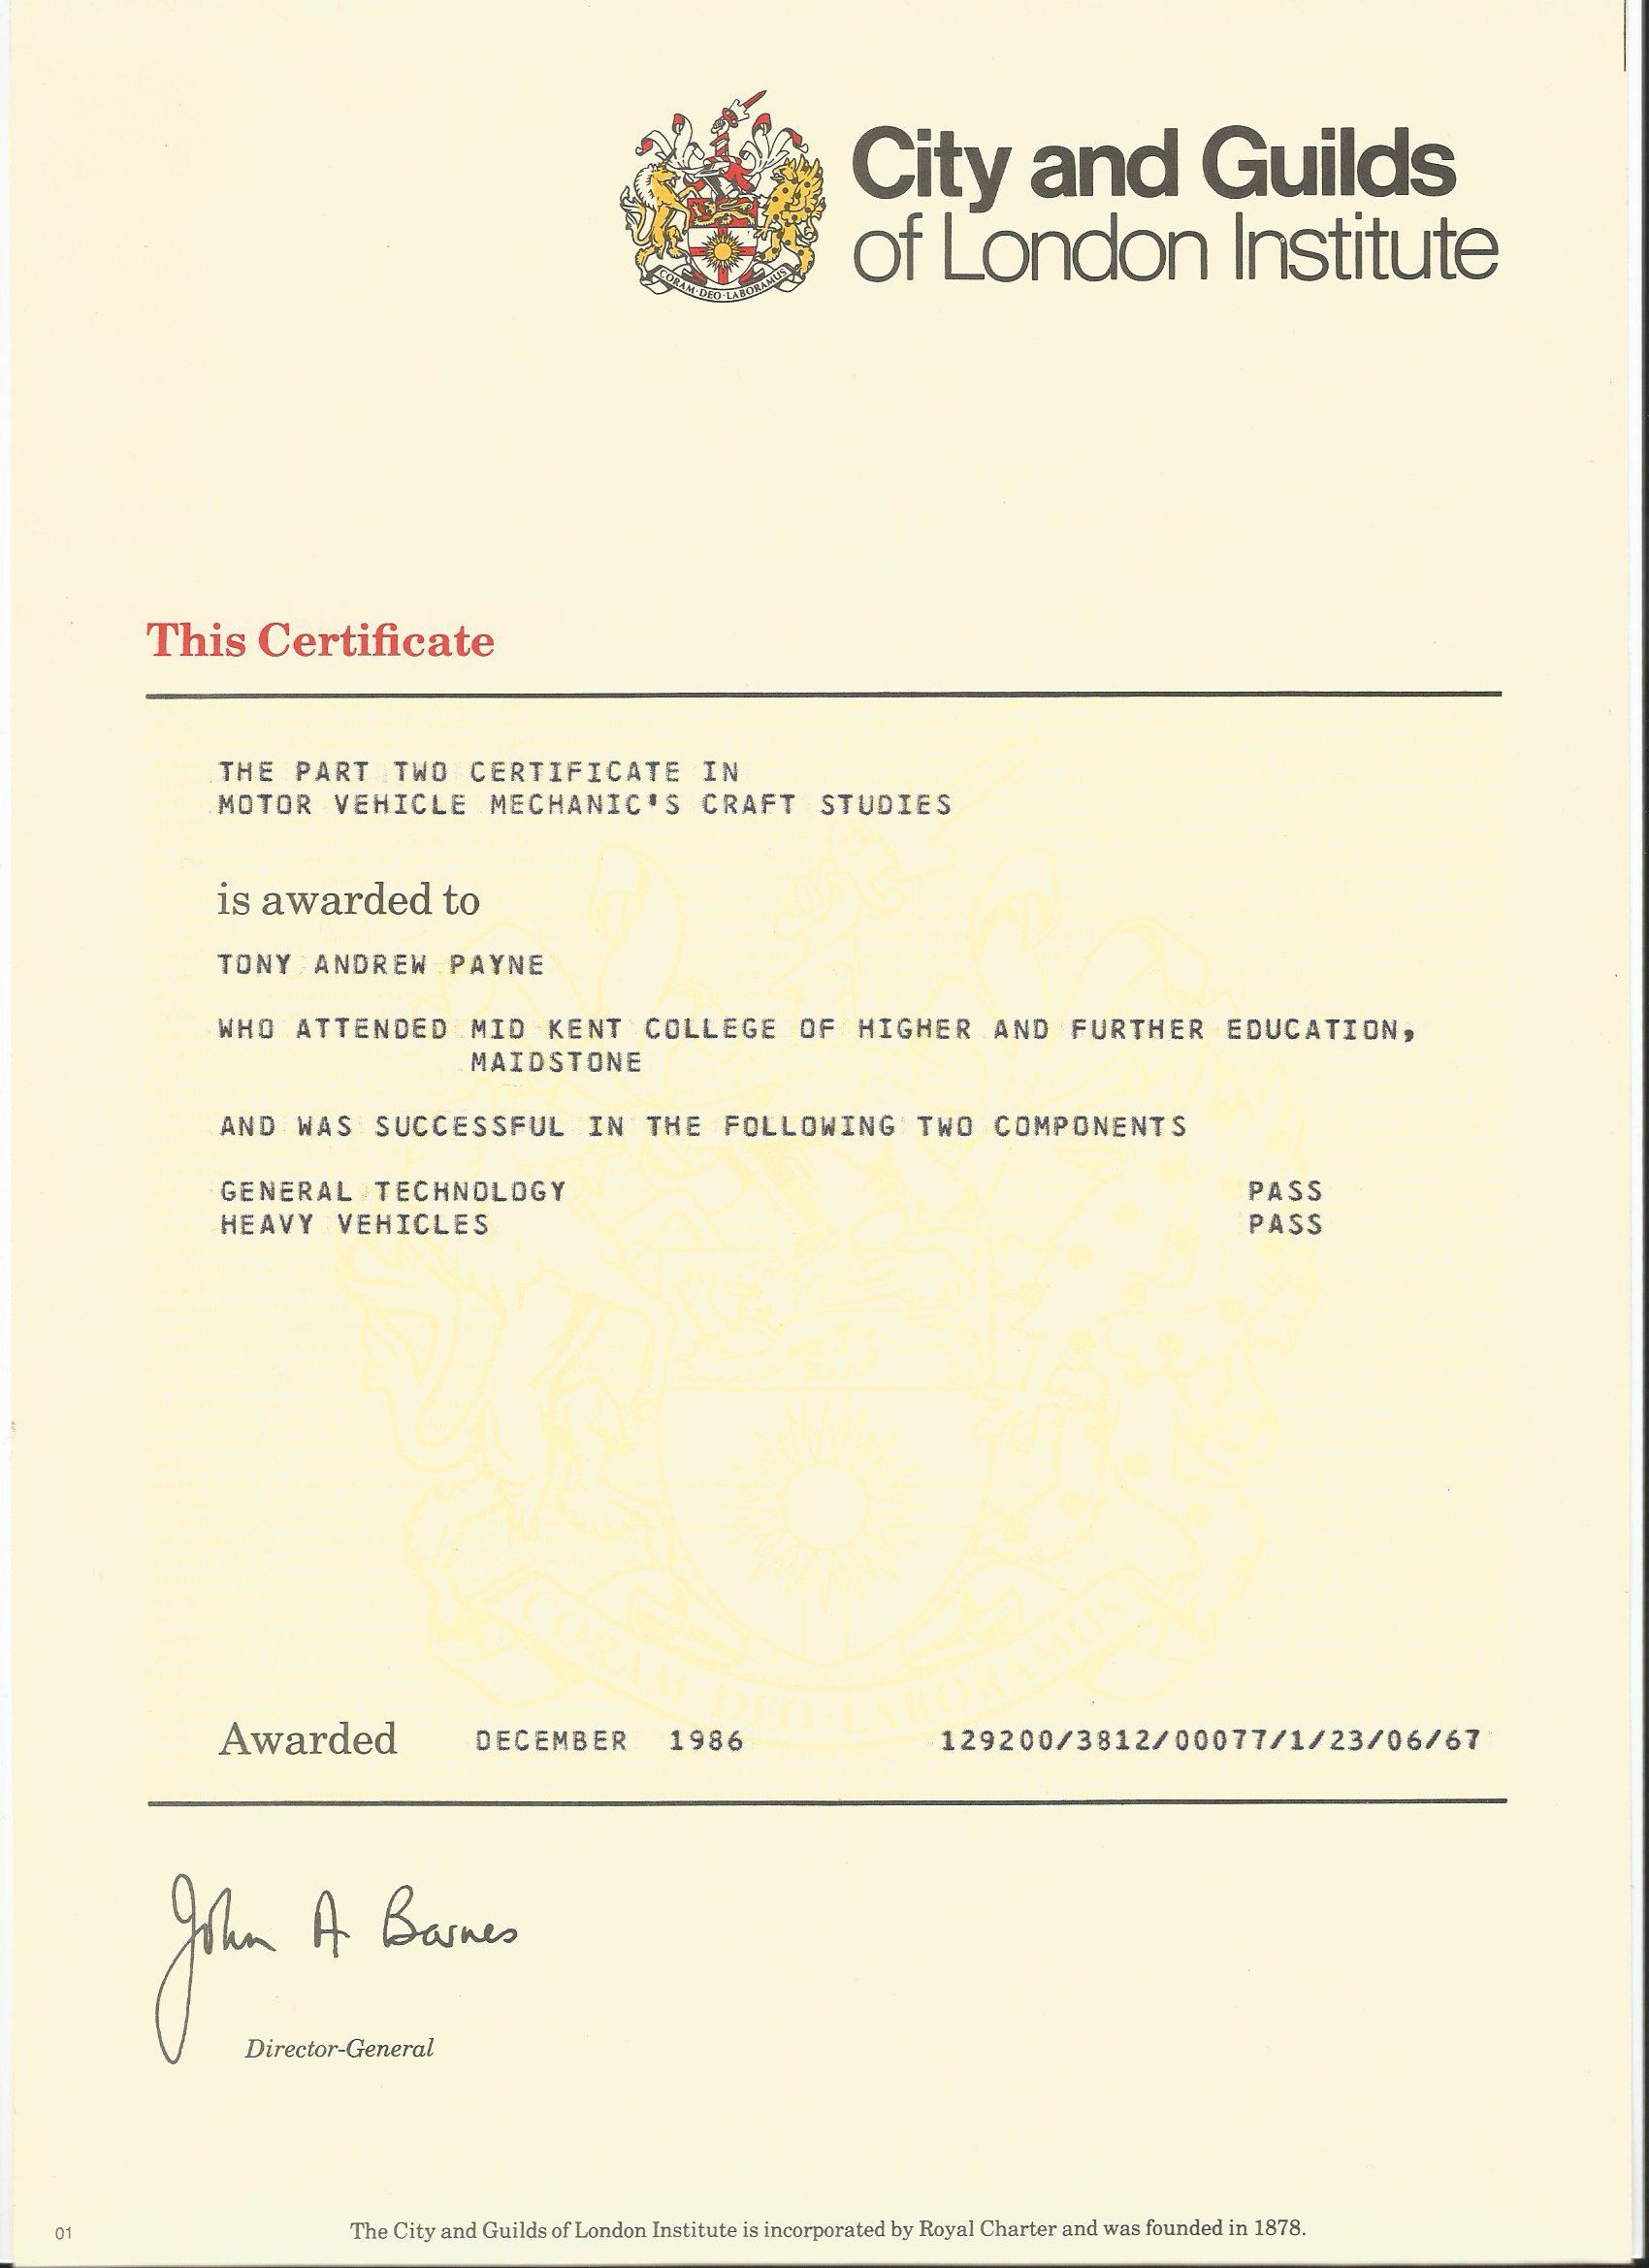 City and Guilds
of London Institute
CORAM·DEO·LABORAMUS
This Certificate
THE PART TWO CERTIFICATE IN
MOTOR VEHICLE MECHANIC'S CRAFT STUDIES
is awarded to
TONY ANDREW PAYNE
WHO ATTENDED MID KENT COLLEGE OF HIGHER AND FURTHER EDUCATION,
MAIDSTONE
AND WAS SUCCESSFUL IN THE FOLLOWING TWO COMPONENTS
GENERAL TECHNOLOGY PASS
HEAVY VEHICLES PASS
CORAM·DEO·LABORAMUS
Awarded DECEMBER 1986 129200/3812/00077/1/23/06/67
John A Barnes
Director-General
01 The City and Guilds of London Institute is incorporated by Royal Charter and was founded in 1878.